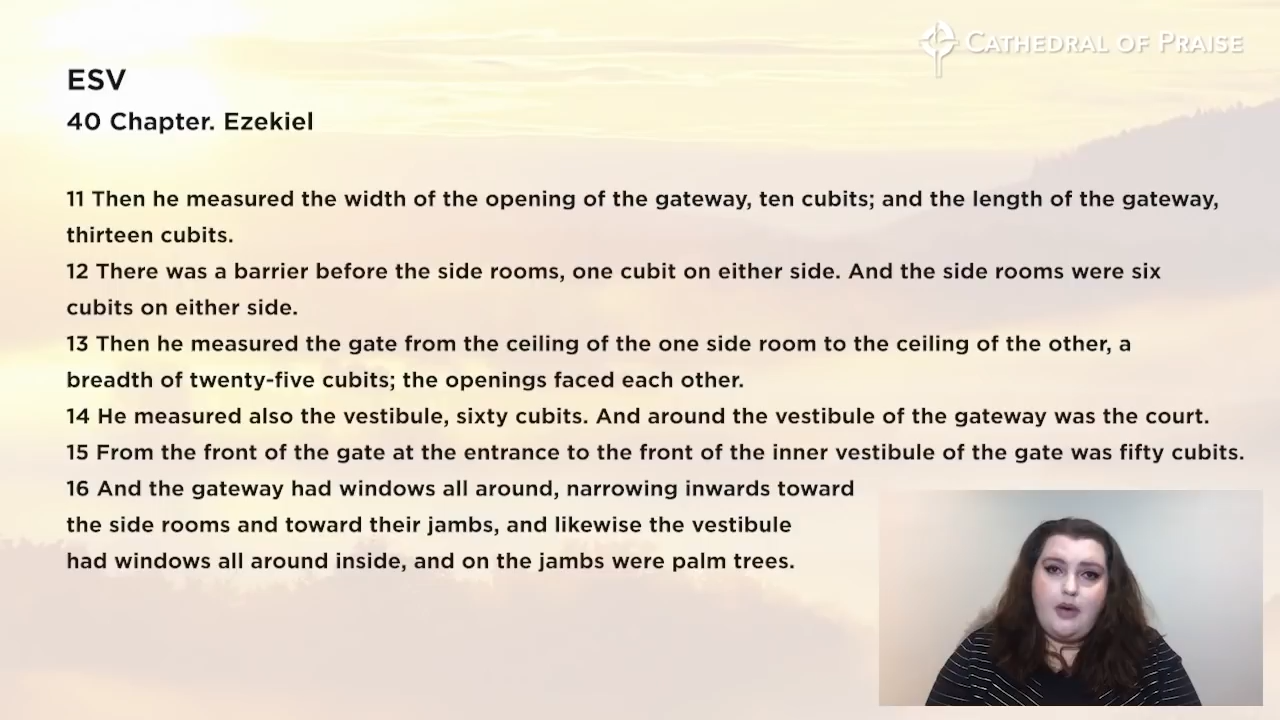 CATHEDRAL OF PRAISE
ESV
40 Chapter. Ezekiel
11 Then he measured the width of the opening of the gateway, ten cubits; and the length of the gateway,
thirteen cubits.
12 There was a barrier before the side rooms, one cubit on either side. And the side rooms were six
cubits on either side.
13 Then he measured the gate from the ceiling of the one side room to the ceiling of the other, a
breadth of twenty-five cubits; the openings faced each other.
14 He measured also the vestibule, sixty cubits. And around the vestibule of the gateway was the court.
15 From the front of the gate at the entrance to the front of the inner vestibule of the gate was fifty cubits.
16 And the gateway had windows all around, narrowing inwards toward
the side rooms and toward their jambs, and likewise the vestibule
had windows all around inside, and on the jambs were palm trees.